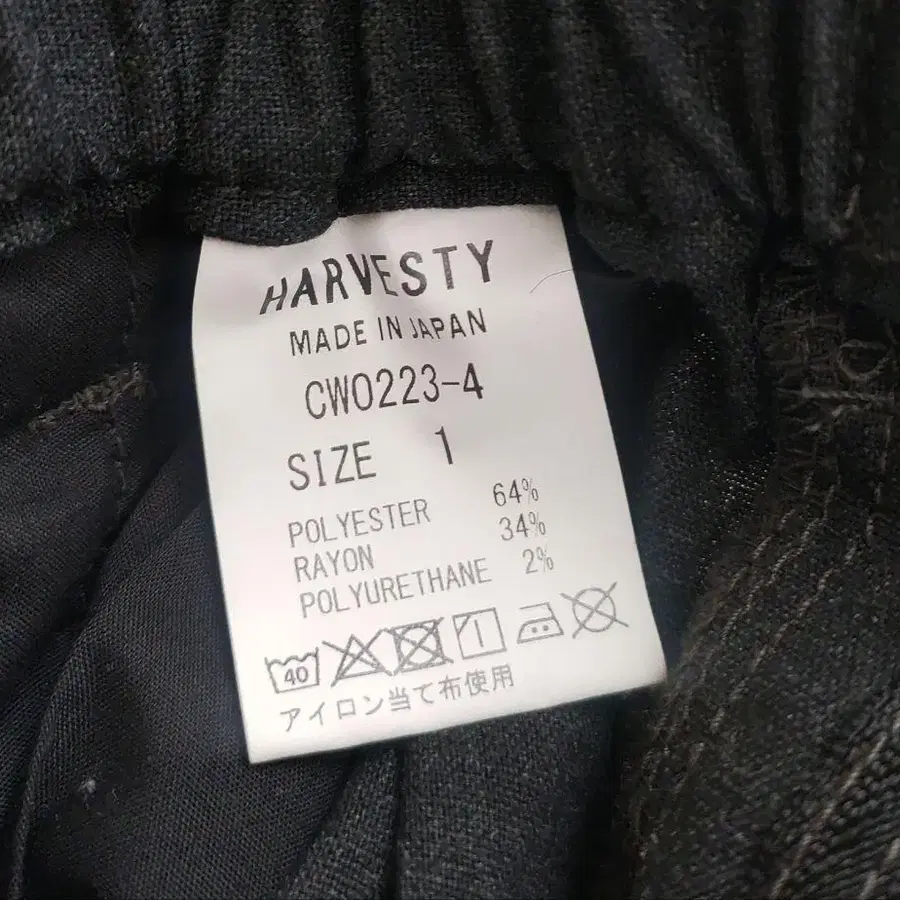 HARVESTY
MADE IN JAPAN
CW0223-4
SIZE 1
POLYESTER 64%
RAYON 34%
POLYURETHANE 2%
40
アイロン当て布使用